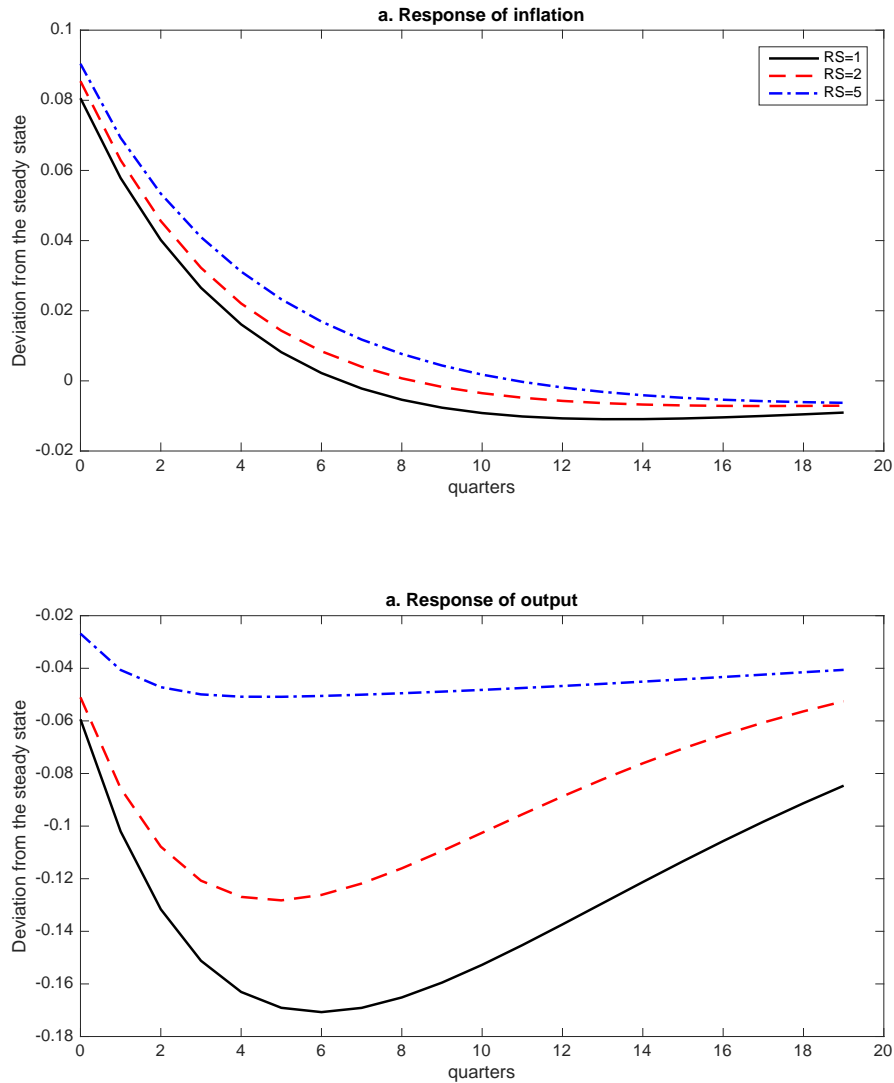 a. Response of inflation
0.1
0.08
0.06
0.04
0.02
0
-0.02
Deviation from the steady state
RS=1
RS=2
RS=5
0 2 4 6 8 10 12 14 16 18 20
quarters
a. Response of output
-0.02
-0.04
-0.06
-0.08
-0.1
-0.12
-0.14
-0.16
-0.18
Deviation from the steady state
0 2 4 6 8 10 12 14 16 18 20
quarters